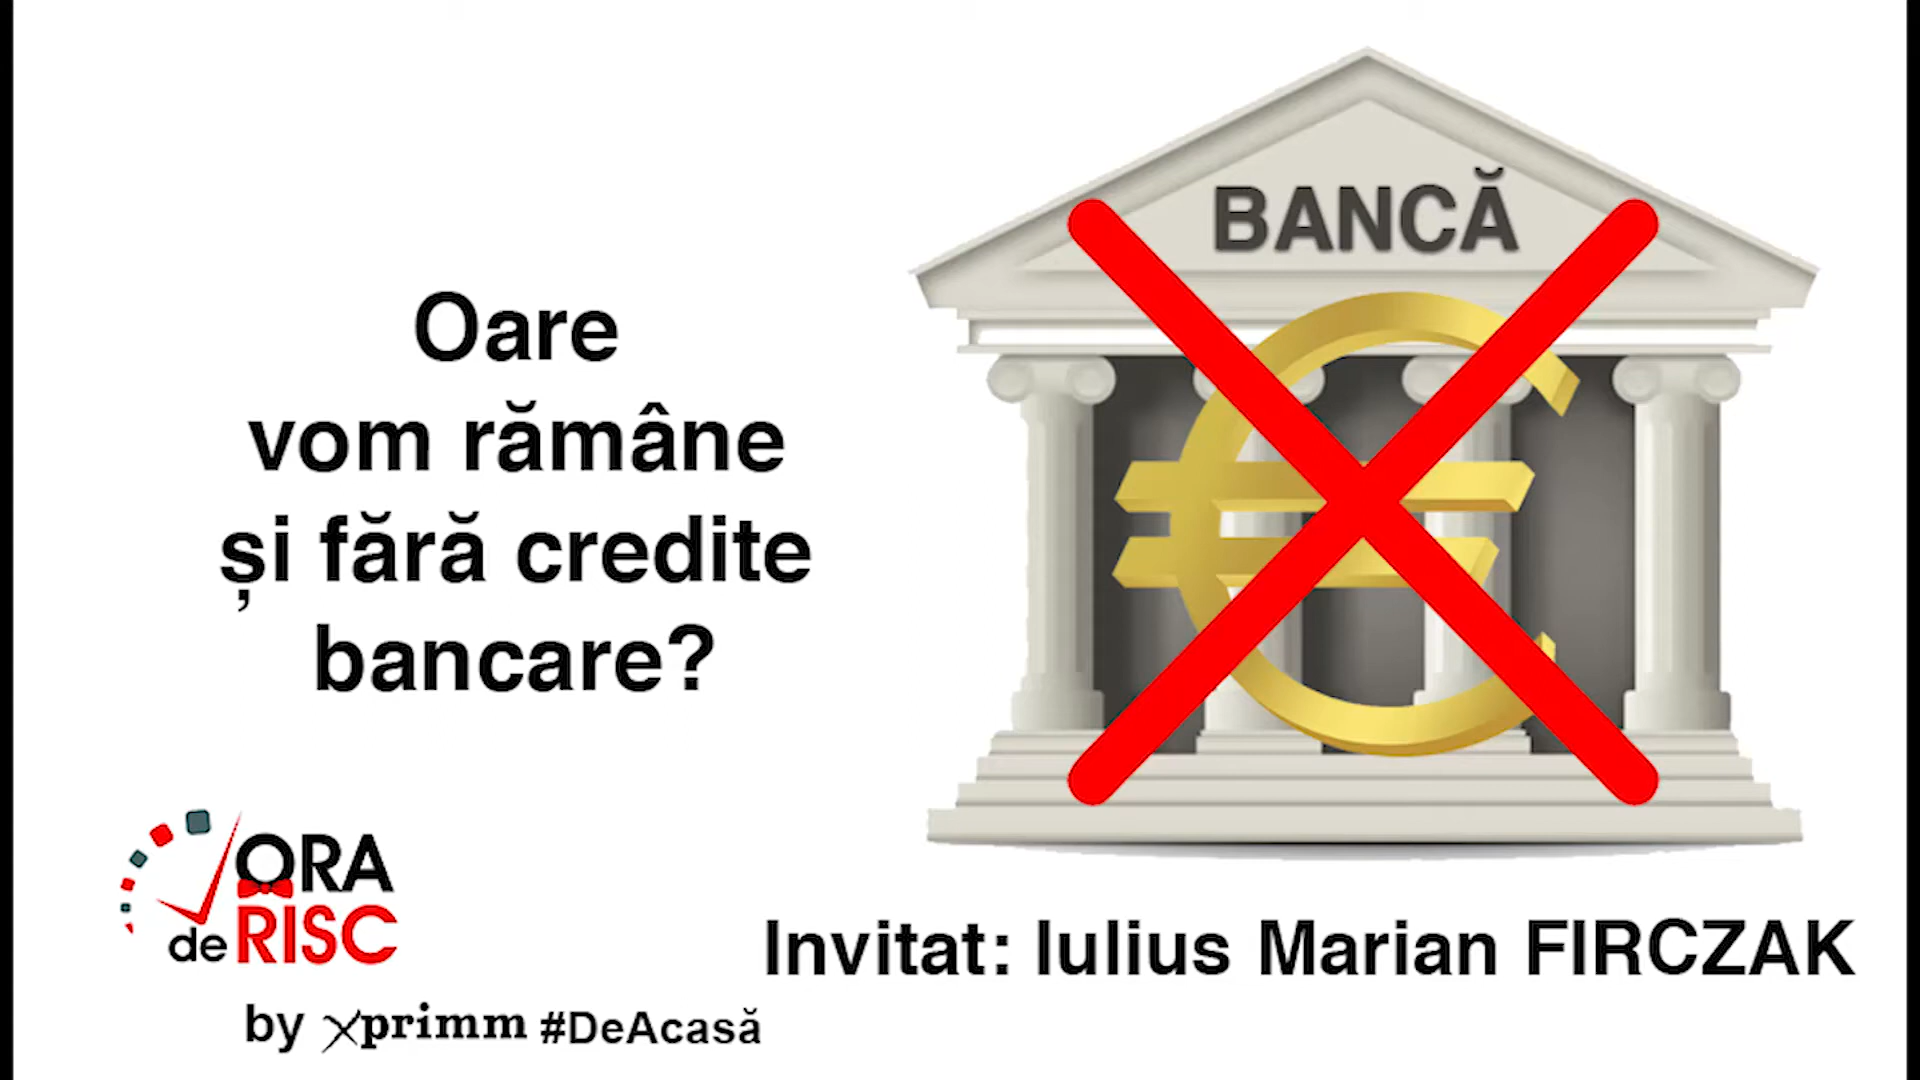 Oare
vom rămâne
și fără credite
bancare?
BANCĂ
ORA
de RISC
by xprimm #DeAcasă
Invitat: Iulius Marian FIRCZAK